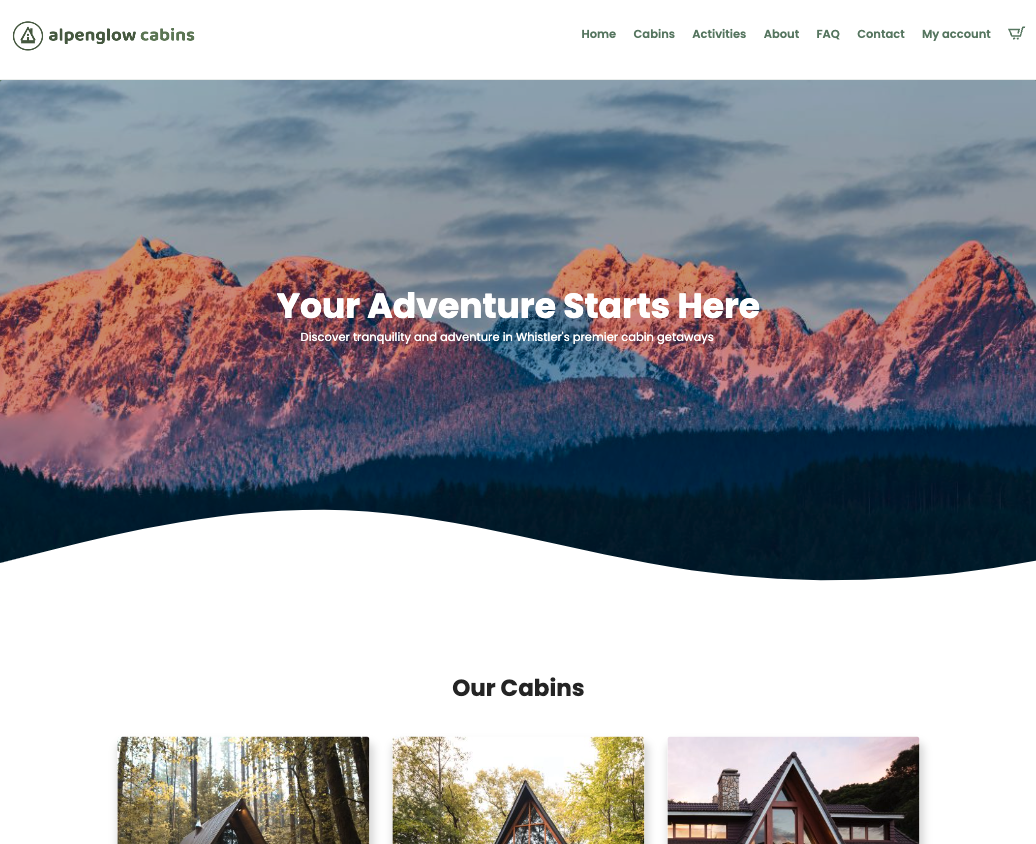 alpenglow cabins
Home Cabins Activities About FAQ Contact My account
Your Adventure Starts Here
Discover tranquility and adventure in Whistler's premier cabin getaways
Our Cabins